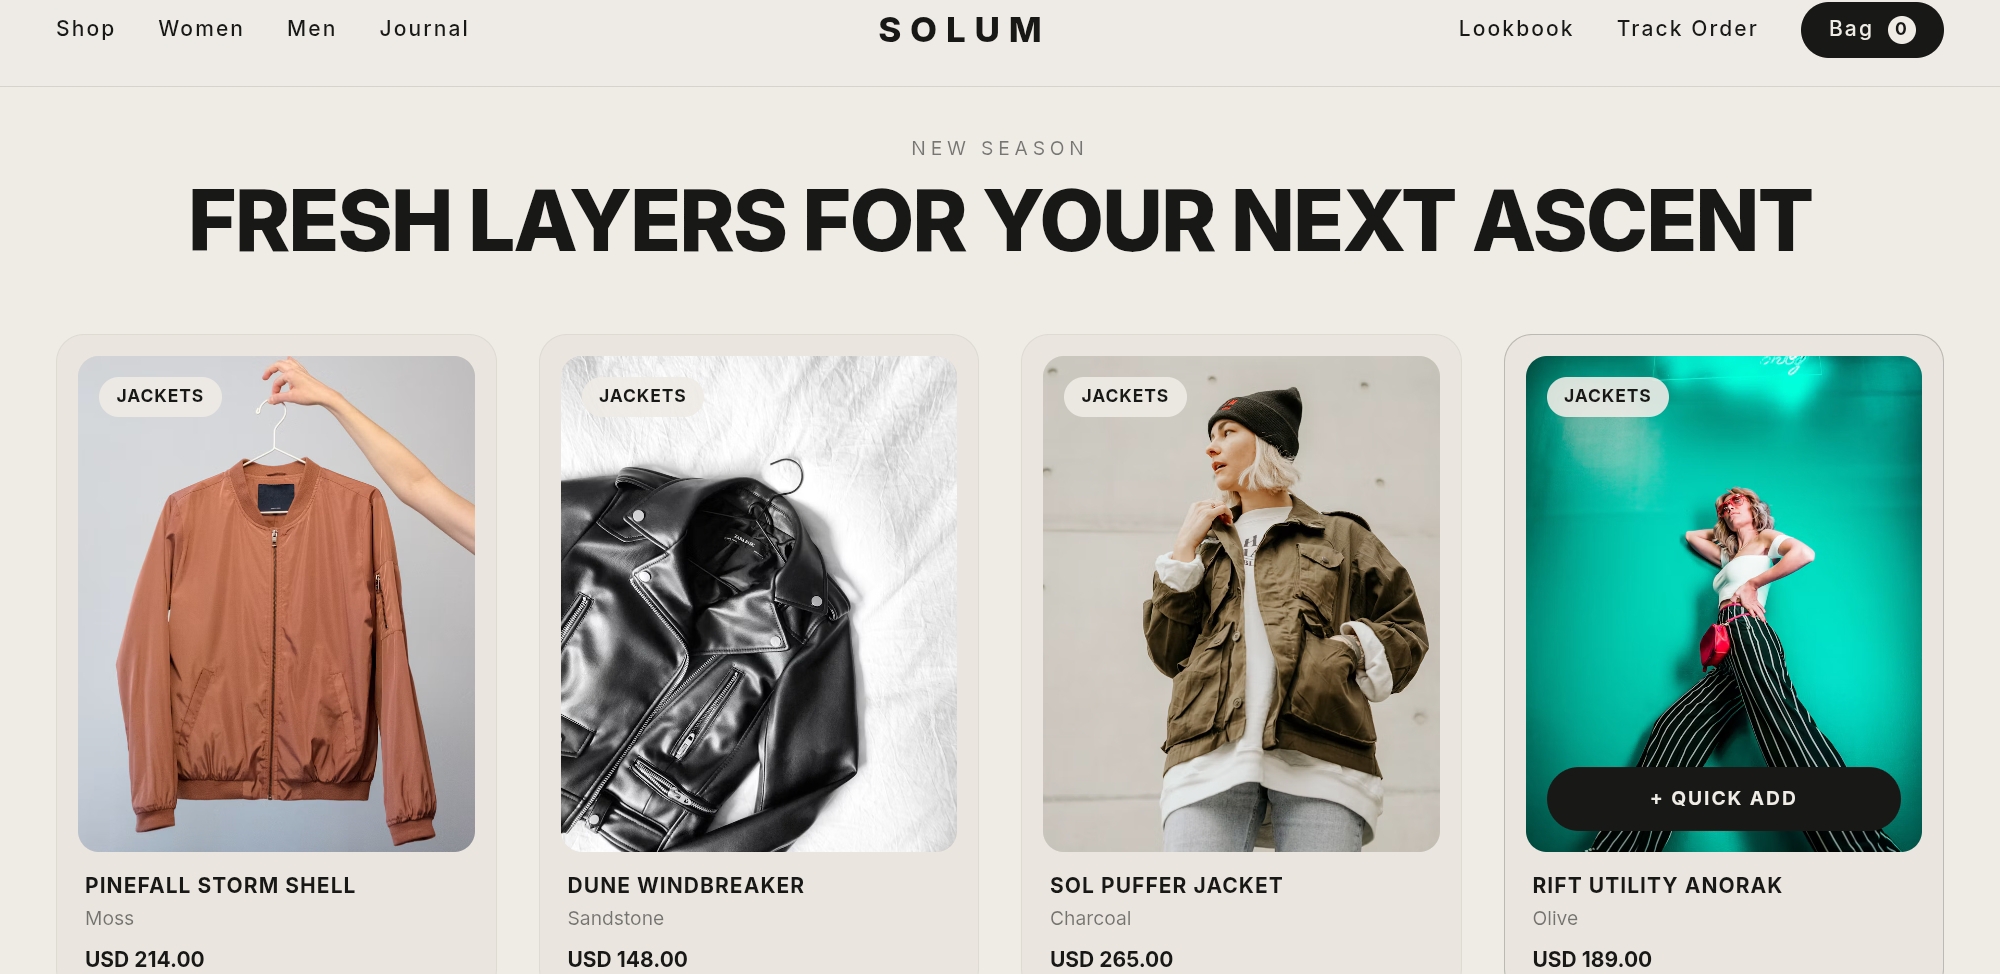 Shop Women Men Journal SOLUM Lookbook Track Order Bag 0
NEW SEASON
FRESH LAYERS FOR YOUR NEXT ASCENT
JACKETS
PINEFALL STORM SHELL
Moss
USD 214.00
JACKETS
DUNE WINDBREAKER
Sandstone
USD 148.00
JACKETS
SOL PUFFER JACKET
Charcoal
USD 265.00
JACKETS
+ QUICK ADD
RIFT UTILITY ANORAK
Olive
USD 189.00